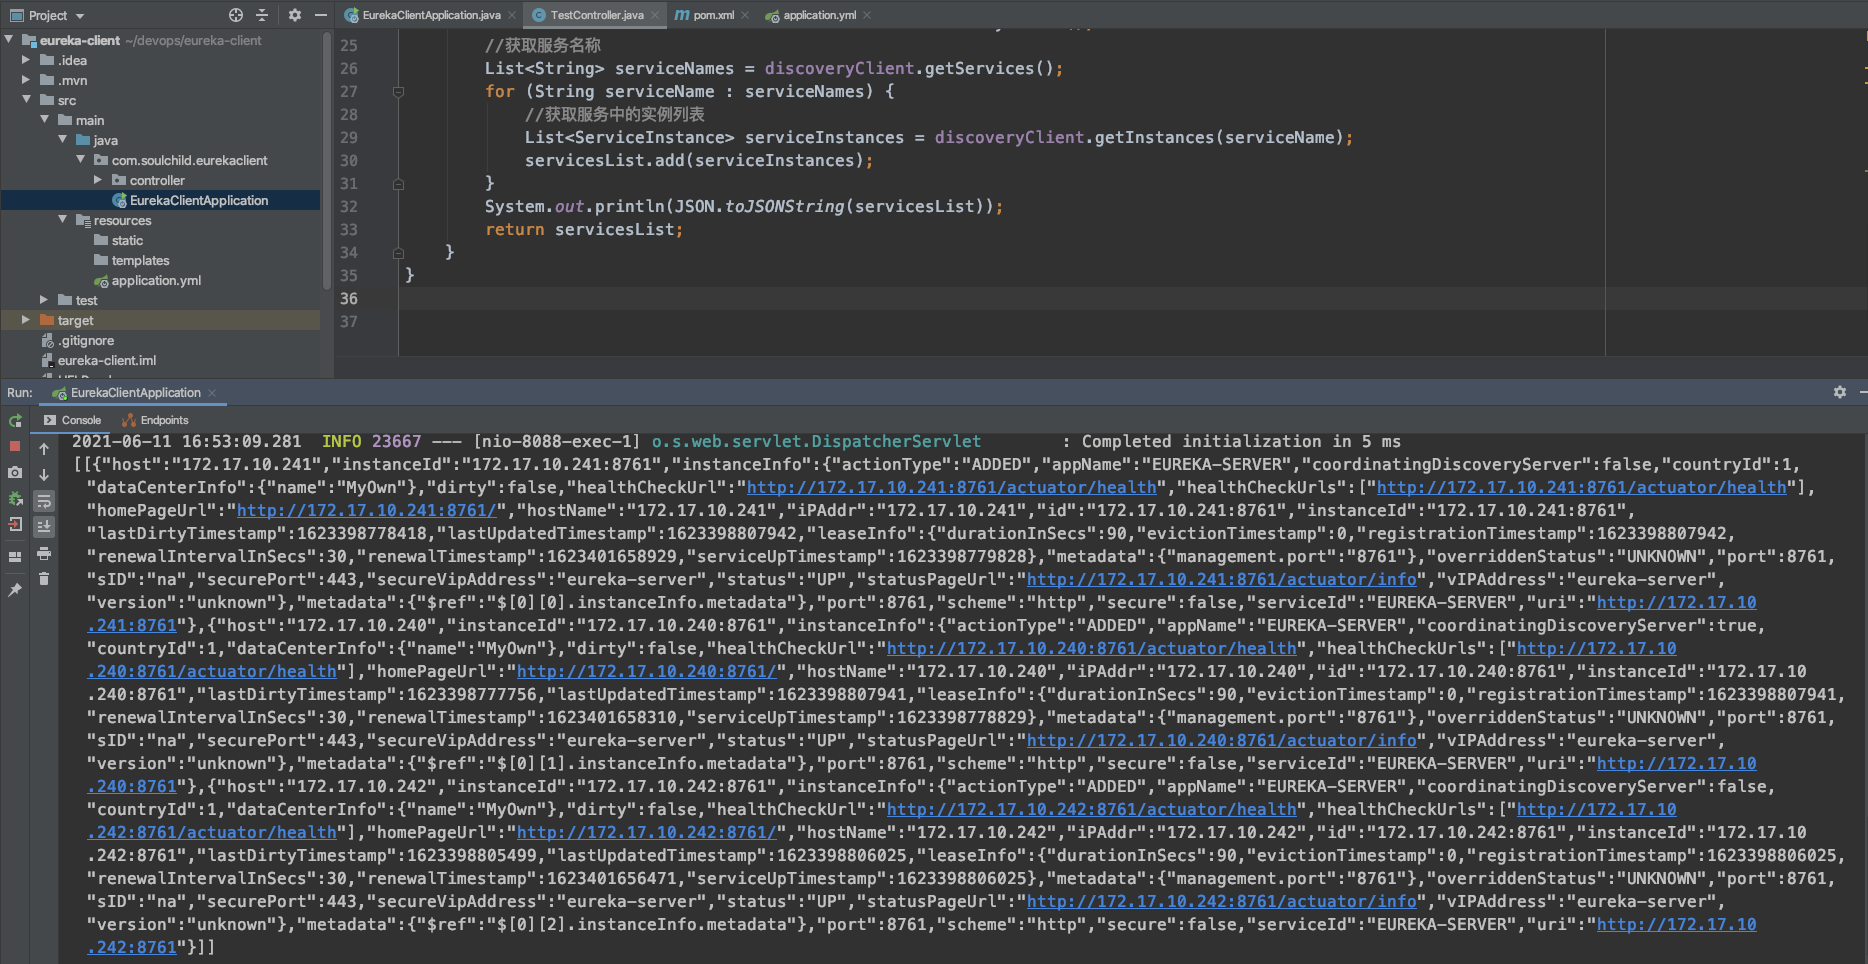 Project
eureka-client ~/devops/eureka-client
.idea
.mvn
src
main
java
com.soulchild.eurekaclient
controller
EurekaClientApplication
resources
static
templates
application.yml
test
target
.gitignore
eureka-client.iml
EurekaClientApplication.java
TestController.java
pom.xml
application.yml
25 //获取服务名称
26 List<String> serviceNames = discoveryClient.getServices();
27 for (String serviceName : serviceNames) {
28 //获取服务中的实例列表
29 List<ServiceInstance> serviceInstances = discoveryClient.getInstances(serviceName);
30 servicesList.add(serviceInstances);
31 }
32 System.out.println(JSON.toJSONString(servicesList));
33 return servicesList;
34 }
35 }
36
37
Run: EurekaClientApplication
Console Endpoints
2021-06-11 16:53:09.281 INFO 23667 --- [nio-8088-exec-1] o.s.web.servlet.DispatcherServlet : Completed initialization in 5 ms
[[{"host":"172.17.10.241","instanceId":"172.17.10.241:8761","instanceInfo":{"actionType":"ADDED","appName":"EUREKA-SERVER","coordinatingDiscoveryServer":false,"countryId":1,
"dataCenterInfo":{"name":"MyOwn"},"dirty":false,"healthCheckUrl":"http://172.17.10.241:8761/actuator/health","healthCheckUrls":["http://172.17.10.241:8761/actuator/health"],
"homePageUrl":"http://172.17.10.241:8761/","hostName":"172.17.10.241","iPAddr":"172.17.10.241","id":"172.17.10.241:8761","instanceId":"172.17.10.241:8761",
"lastDirtyTimestamp":1623398778418,"lastUpdatedTimestamp":1623398807942,"leaseInfo":{"durationInSecs":90,"evictionTimestamp":0,"registrationTimestamp":1623398807942,
"renewalIntervalInSecs":30,"renewalTimestamp":1623401658929,"serviceUpTimestamp":1623398779828},"metadata":{"management.port":"8761"},"overriddenStatus":"UNKNOWN","port":8761,
"sID":"na","securePort":443,"secureVipAddress":"eureka-server","status":"UP","statusPageUrl":"http://172.17.10.241:8761/actuator/info","vIPAddress":"eureka-server",
"version":"unknown"},"metadata":{"$ref":"$[0][0].instanceInfo.metadata"},"port":8761,"scheme":"http","secure":false,"serviceId":"EUREKA-SERVER","uri":"http://172.17.10
.241:8761"},{"host":"172.17.10.240","instanceId":"172.17.10.240:8761","instanceInfo":{"actionType":"ADDED","appName":"EUREKA-SERVER","coordinatingDiscoveryServer":true,
"countryId":1,"dataCenterInfo":{"name":"MyOwn"},"dirty":false,"healthCheckUrl":"http://172.17.10.240:8761/actuator/health","healthCheckUrls":["http://172.17.10
.240:8761/actuator/health"],"homePageUrl":"http://172.17.10.240:8761/","hostName":"172.17.10.240","iPAddr":"172.17.10.240","id":"172.17.10.240:8761","instanceId":"172.17.10
.240:8761","lastDirtyTimestamp":1623398777756,"lastUpdatedTimestamp":1623398807941,"leaseInfo":{"durationInSecs":90,"evictionTimestamp":0,"registrationTimestamp":1623398807941,
"renewalIntervalInSecs":30,"renewalTimestamp":1623401658310,"serviceUpTimestamp":1623398778829},"metadata":{"management.port":"8761"},"overriddenStatus":"UNKNOWN","port":8761,
"sID":"na","securePort":443,"secureVipAddress":"eureka-server","status":"UP","statusPageUrl":"http://172.17.10.240:8761/actuator/info","vIPAddress":"eureka-server",
"version":"unknown"},"metadata":{"$ref":"$[0][1].instanceInfo.metadata"},"port":8761,"scheme":"http","secure":false,"serviceId":"EUREKA-SERVER","uri":"http://172.17.10
.240:8761"},{"host":"172.17.10.242","instanceId":"172.17.10.242:8761","instanceInfo":{"actionType":"ADDED","appName":"EUREKA-SERVER","coordinatingDiscoveryServer":false,
"countryId":1,"dataCenterInfo":{"name":"MyOwn"},"dirty":false,"healthCheckUrl":"http://172.17.10.242:8761/actuator/health","healthCheckUrls":["http://172.17.10
.242:8761/actuator/health"],"homePageUrl":"http://172.17.10.242:8761/","hostName":"172.17.10.242","iPAddr":"172.17.10.242","id":"172.17.10.242:8761","instanceId":"172.17.10
.242:8761","lastDirtyTimestamp":1623398805499,"lastUpdatedTimestamp":1623398806025,"leaseInfo":{"durationInSecs":90,"evictionTimestamp":0,"registrationTimestamp":1623398806025,
"renewalIntervalInSecs":30,"renewalTimestamp":1623401656471,"serviceUpTimestamp":1623398806025},"metadata":{"management.port":"8761"},"overriddenStatus":"UNKNOWN","port":8761,
"sID":"na","securePort":443,"secureVipAddress":"eureka-server","status":"UP","statusPageUrl":"http://172.17.10.242:8761/actuator/info","vIPAddress":"eureka-server",
"version":"unknown"},"metadata":{"$ref":"$[0][2].instanceInfo.metadata"},"port":8761,"scheme":"http","secure":false,"serviceId":"EUREKA-SERVER","uri":"http://172.17.10
.242:8761"}]]